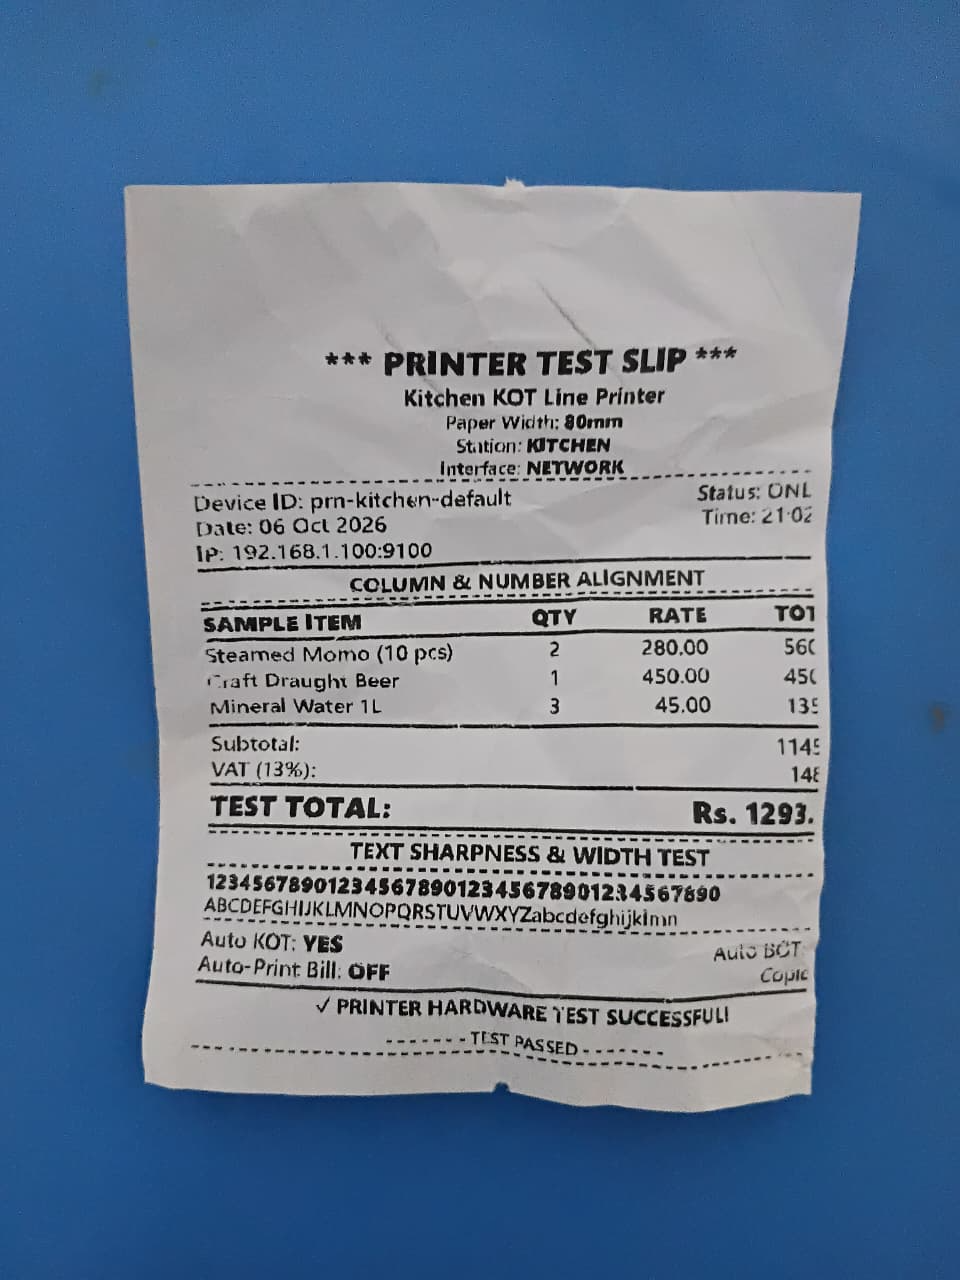 *** PRINTER TEST SLIP ***
Kitchen KOT Line Printer
Paper Width: 80mm
Station: KITCHEN
Interface: NETWORK
Device ID: prn-kitchen-default Status: ONL
Date: 06 Oct 2026 Time: 21:02
IP: 192.168.1.100:9100
COLUMN & NUMBER ALIGNMENT
SAMPLE ITEM QTY RATE TOT
Steamed Momo (10 pcs) 2 280.00 560
Craft Draught Beer 1 450.00 450
Mineral Water 1L 3 45.00 135
Subtotal: 1145
VAT (13%): 148
TEST TOTAL: Rs. 1293.
TEXT SHARPNESS & WIDTH TEST
1234567890123456789012345678901234567890
ABCDEFGHIJKLMNOPQRSTUVWXYZabcdefghijklmn
Auto KOT: YES Auto BOT
Auto-Print Bill: OFF Copie
✓ PRINTER HARDWARE TEST SUCCESSFUL!
------- TEST PASSED -------